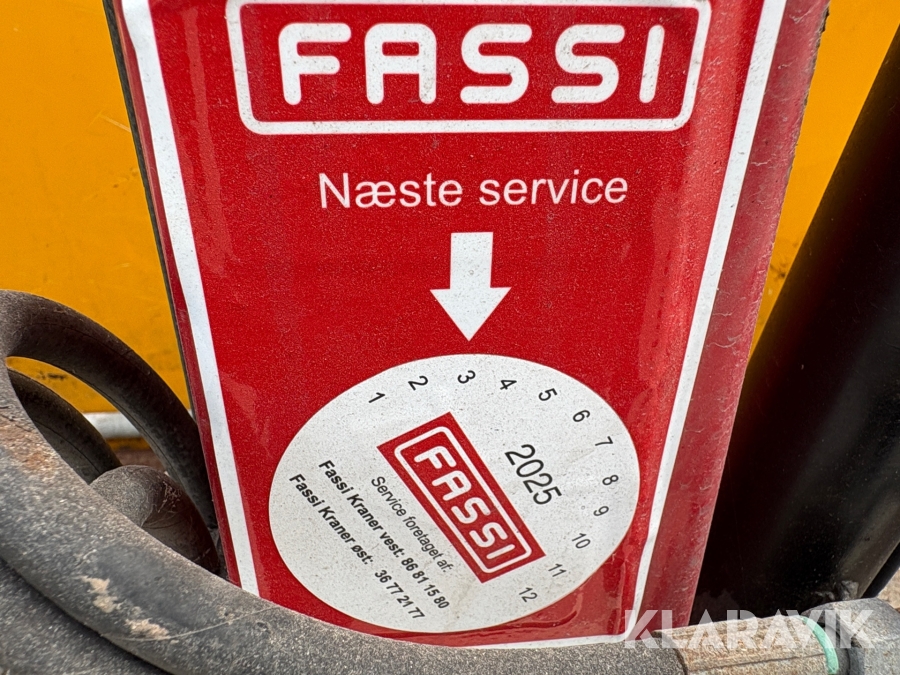 FASSI
Næste service
1 2 3 4 5 6 7 8 9 10 11 12
2025
FASSI
Service foretaget af:
Fassi Kraner vest: 86 81 15 80
Fassi Kraner øst: 36 77 21 77
KLARAVIK